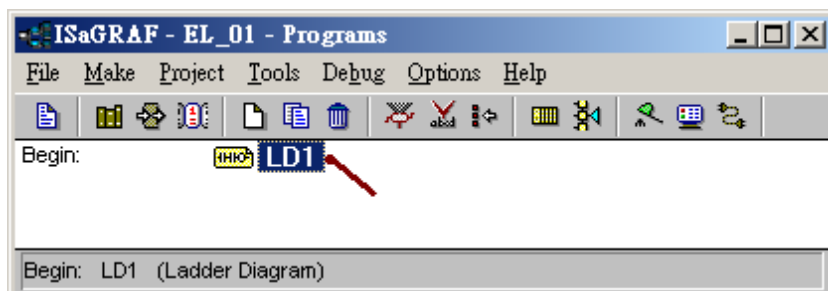 ISaGRAF - EL_01 - Programs
File Make Project Tools Debug Options Help
Begin: LD1
Begin: LD1 (Ladder Diagram)